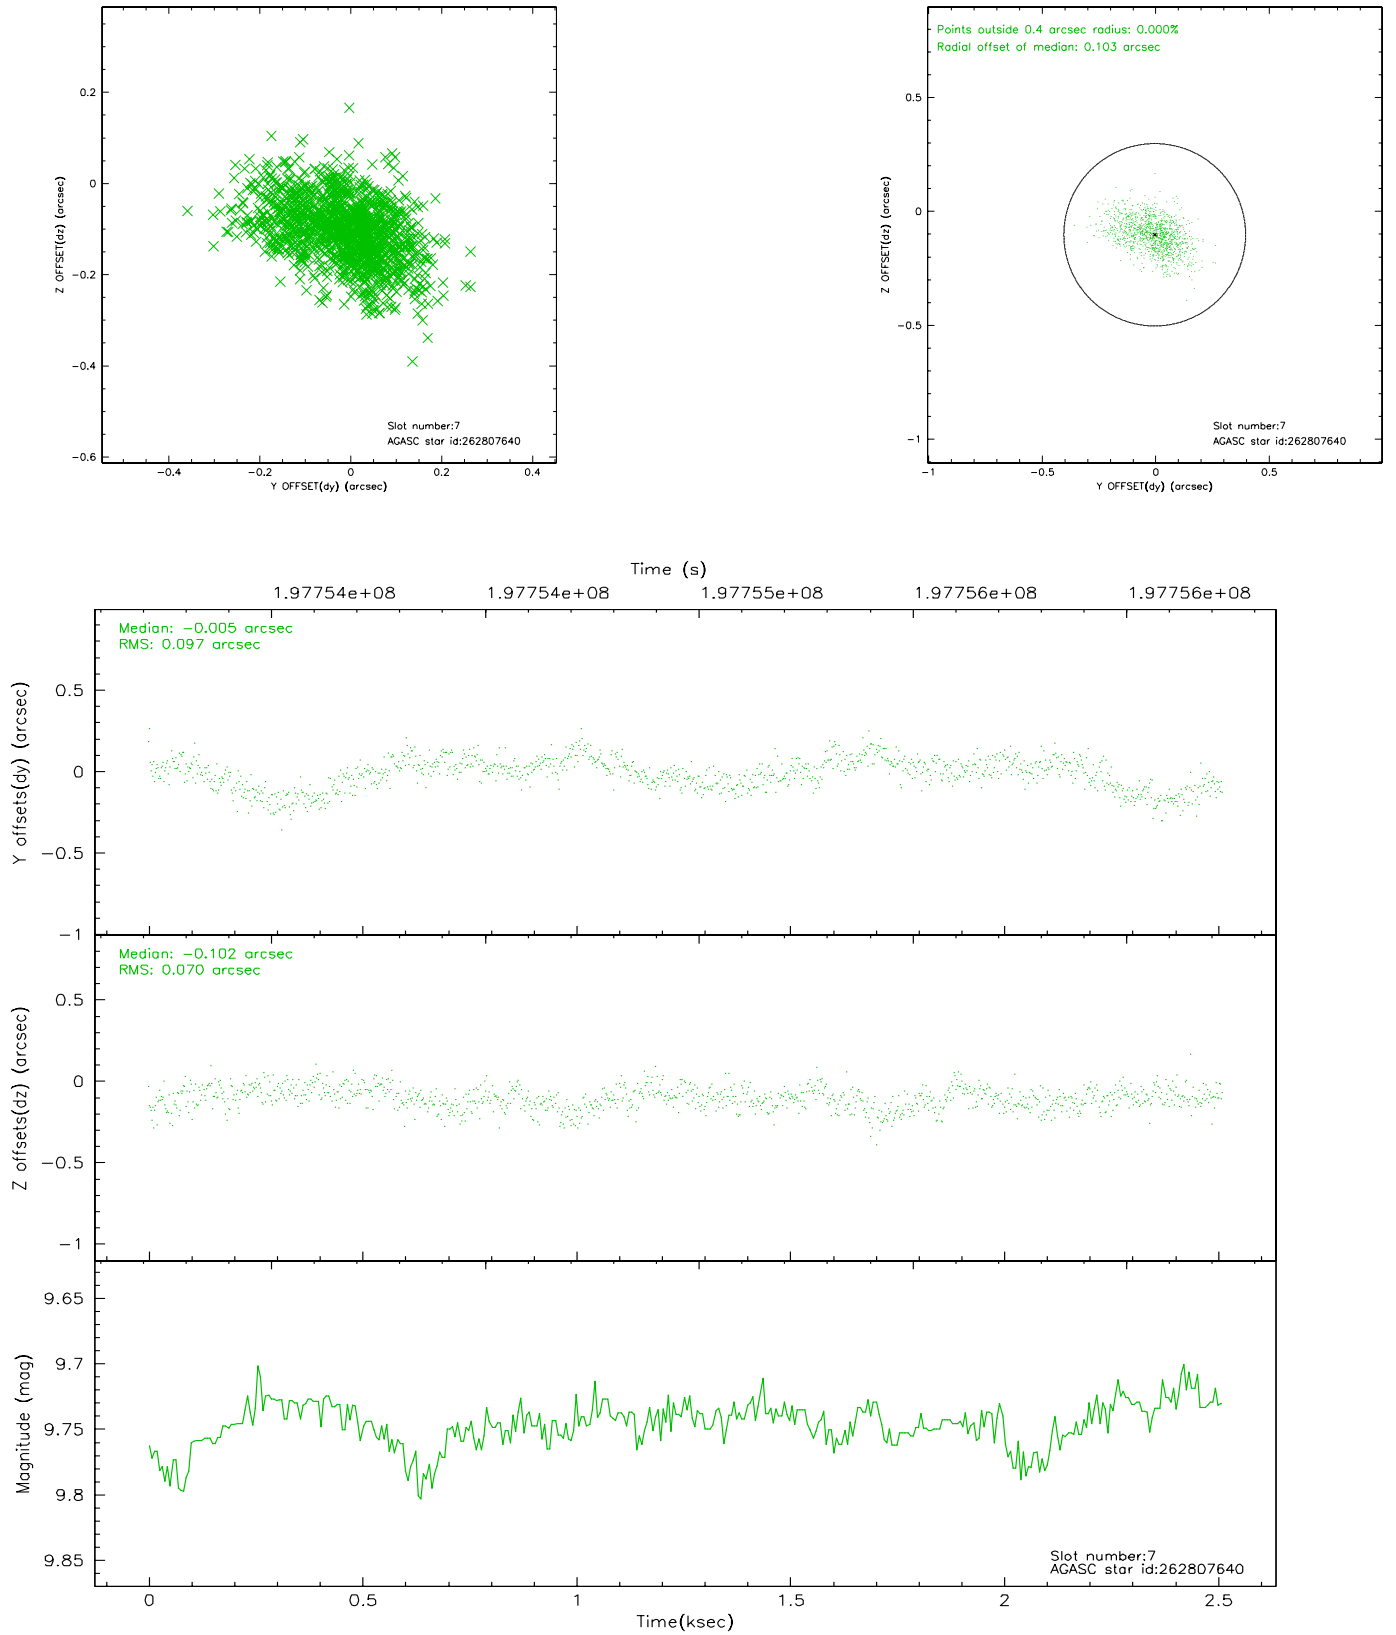 0.2
0
−0.2
−0.4
−0.6
Z OFFSET(dz) (arcsec)
−0.4
−0.2
0
0.2
0.4
Y OFFSET(dy) (arcsec)
Slot number:7
AGASC star id:262807640
Points outside 0.4 arcsec radius: 0.000%
Radial offset of median: 0.103 arcsec
0.5
0
−0.5
−1
Z OFFSET(dz) (arcsec)
−1
−0.5
0
0.5
Y OFFSET(dy) (arcsec)
Slot number:7
AGASC star id:262807640
Time (s)
1.97754e+08
1.97754e+08
1.97755e+08
1.97756e+08
1.97756e+08
Median: −0.005 arcsec
RMS: 0.097 arcsec
0.5
0
−0.5
−1
Y offsets(dy) (arcsec)
Median: −0.102 arcsec
RMS: 0.070 arcsec
0.5
0
−0.5
−1
Z offsets(dz) (arcsec)
9.65
9.7
9.75
9.8
9.85
Magnitude (mag)
Slot number:7
AGASC star id:262807640
0
0.5
1
1.5
2
2.5
Time(ksec)